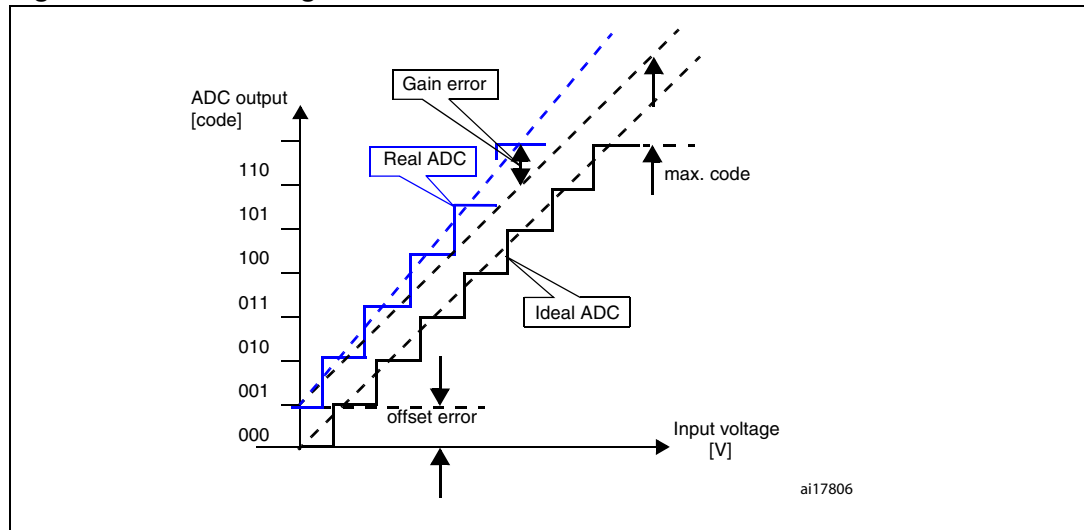 ADC output
[code]
Gain error
Real ADC
110
max. code
101
100
011
Ideal ADC
010
001
offset error
000
Input voltage
[V]
ai17806